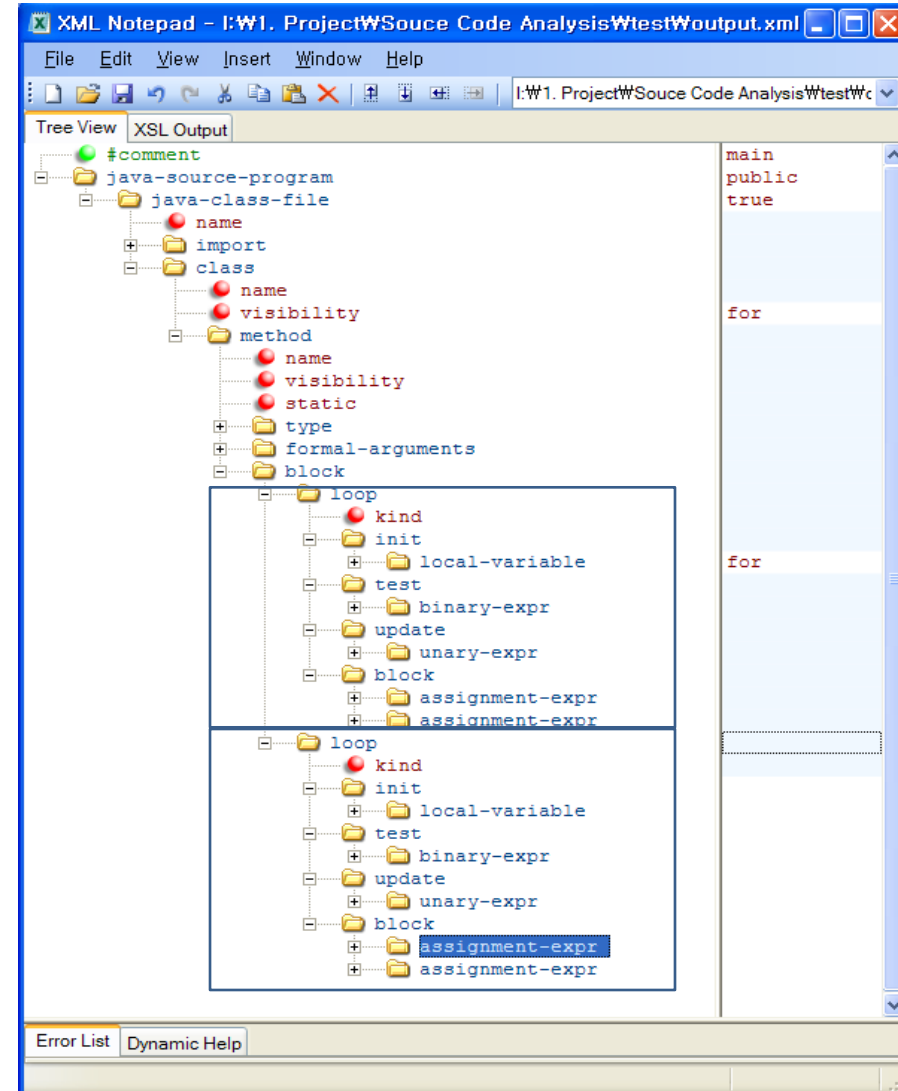 XML Notepad - I:₩1. Project₩Souce Code Analysis₩test₩output.xml
File Edit View Insert Window Help
I:₩1. Project₩Souce Code Analysis₩test₩
Tree View XSL Output
#comment main
java-source-program public
java-class-file true
name
import
class
name
visibility for
method
name
visibility
static
type
formal-arguments
block
loop
kind
init
local-variable for
test
binary-expr
update
unary-expr
block
assignment-expr
assignment-expr
loop
kind
init
local-variable
test
binary-expr
update
unary-expr
block
assignment-expr
assignment-expr
Error List Dynamic Help